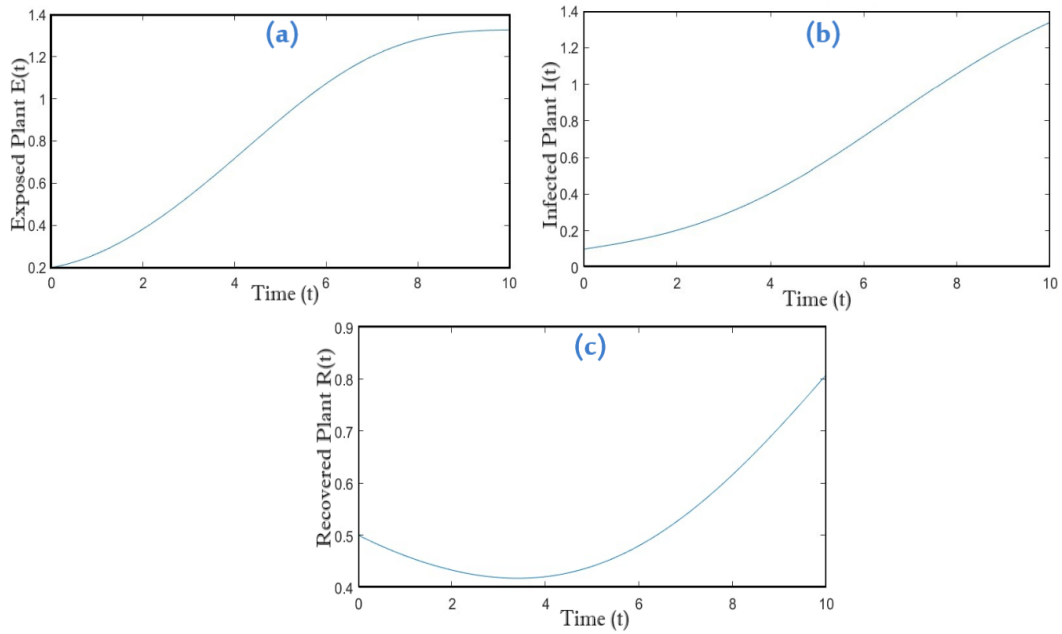 (a)
Exposed Plant E(t)
1.4
1.2
1
0.8
0.6
0.4
0.2
0 2 4 6 8 10
Time (t)
(b)
Infected Plant I(t)
1.4
1.2
1
0.8
0.6
0.4
0.2
0
0 2 4 6 8 10
Time (t)
(c)
Recovered Plant R(t)
0.9
0.8
0.7
0.6
0.5
0.4
0 2 4 6 8 10
Time (t)